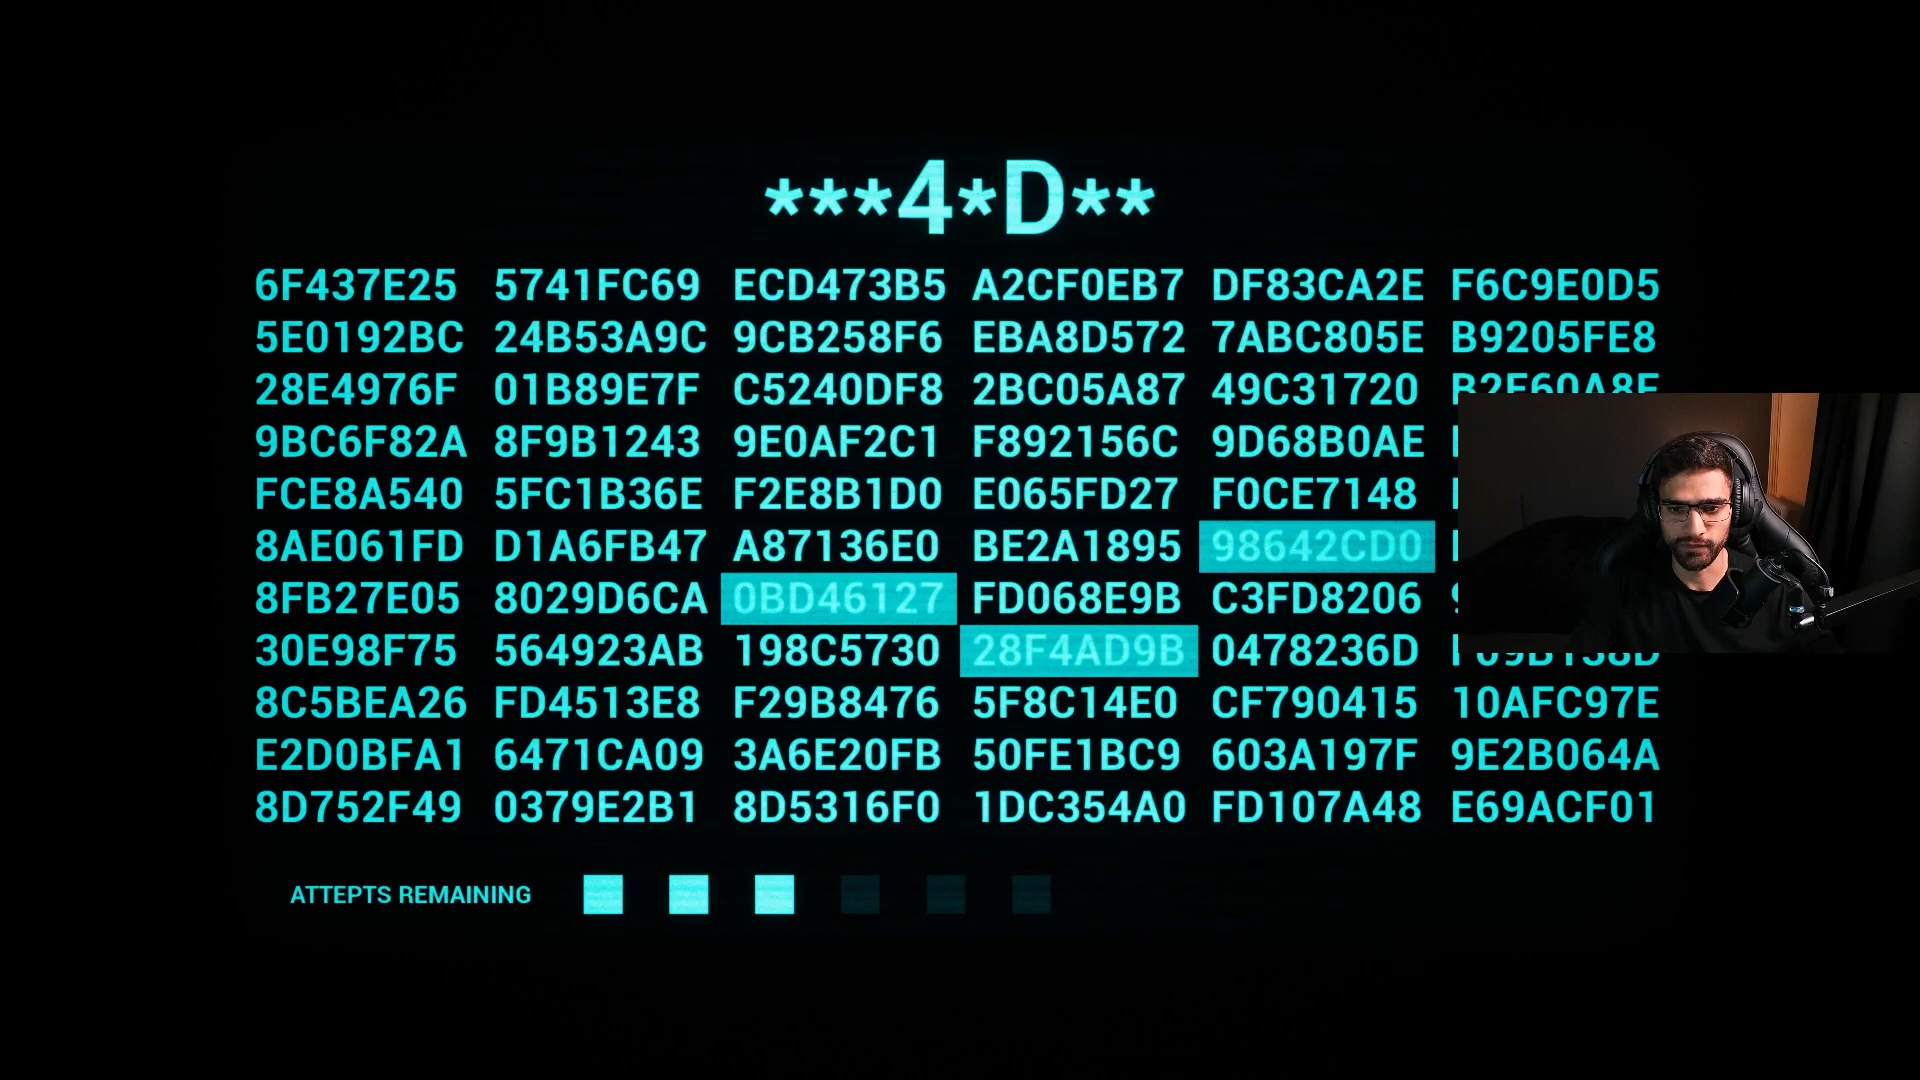 ***4*D**
6F437E25 5741FC69 ECD473B5 A2CF0EB7 DF83CA2E F6C9E0D5
5E0192BC 24B53A9C 9CB258F6 EBA8D572 7ABC805E B9205FE8
28E4976F 01B89E7F C5240DF8 2BC05A87 49C31720
9BC6F82A 8F9B1243 9E0AF2C1 F892156C 9D68B0AE
FCE8A540 5FC1B36E F2E8B1D0 E065FD27 F0CE7148
8AE061FD D1A6FB47 A87136E0 BE2A1895 98642CD0
8FB27E05 8029D6CA 0BD46127 FD068E9B C3FD8206
30E98F75 564923AB 198C5730 28F4AD9B 0478236D
8C5BEA26 FD4513E8 F29B8476 5F8C14E0 CF790415 10AFC97E
E2D0BFA1 6471CA09 3A6E20FB 50FE1BC9 603A197F 9E2B064A
8D752F49 0379E2B1 8D5316F0 1DC354A0 FD107A48 E69ACF01
ATTEPTS REMAINING